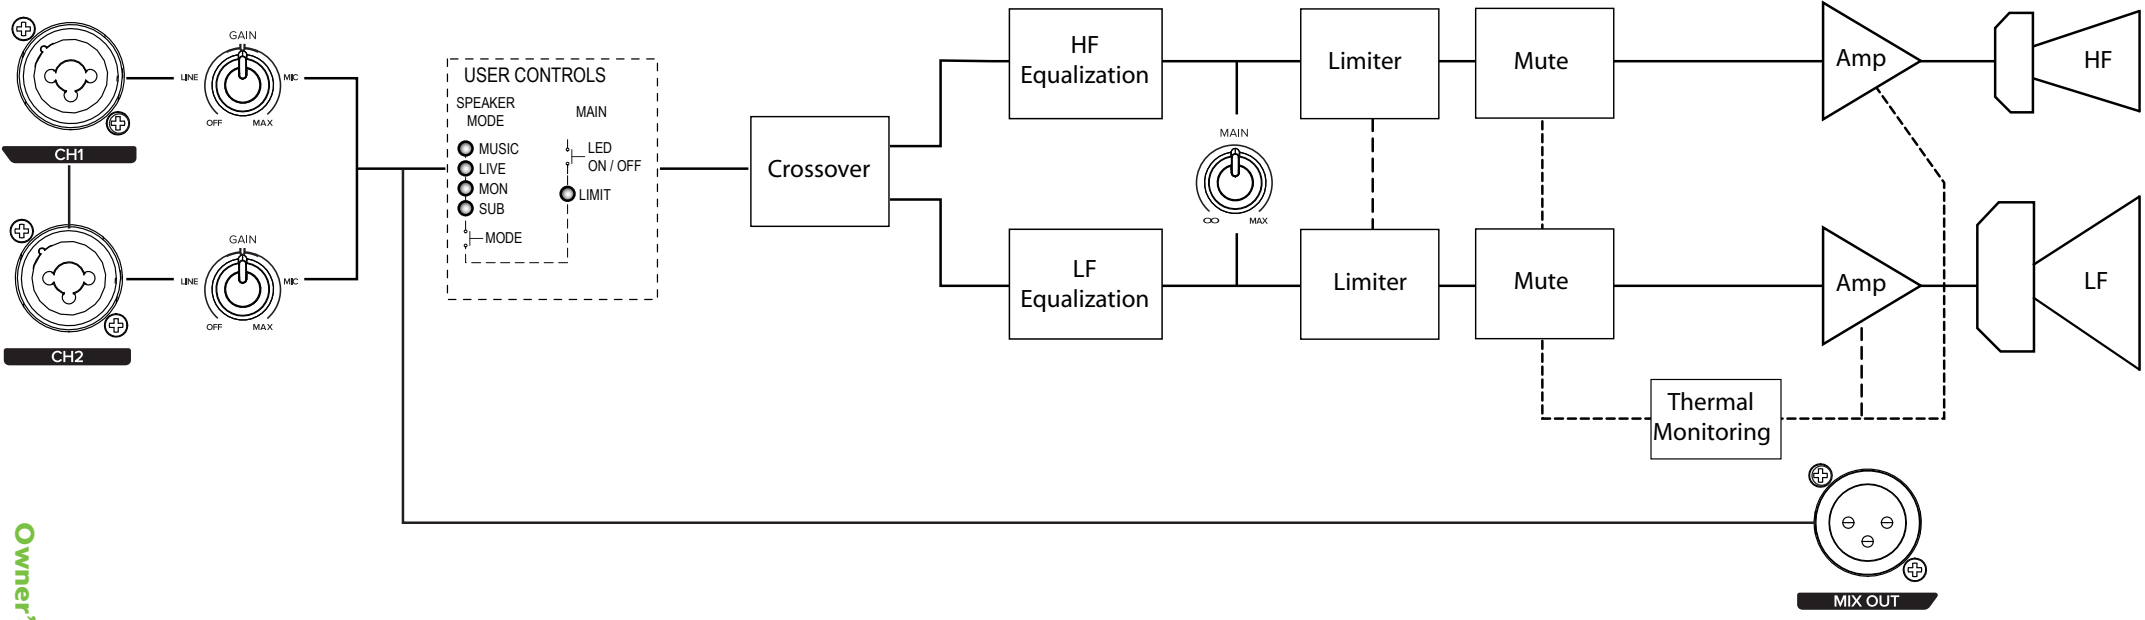 GAIN
LINE
MIC
OFF
MAX
CH1
GAIN
LINE
MIC
OFF
MAX
CH2
USER CONTROLS
SPEAKER
MODE
MUSIC
LIVE
MON
SUB
MODE
MAIN
LED
ON / OFF
LIMIT
Crossover
HF
Equalization
LF
Equalization
MAIN
∞
MAX
Limiter
Limiter
Mute
Mute
Amp
Amp
HF
LF
Thermal
Monitoring
MIX OUT
Owner’